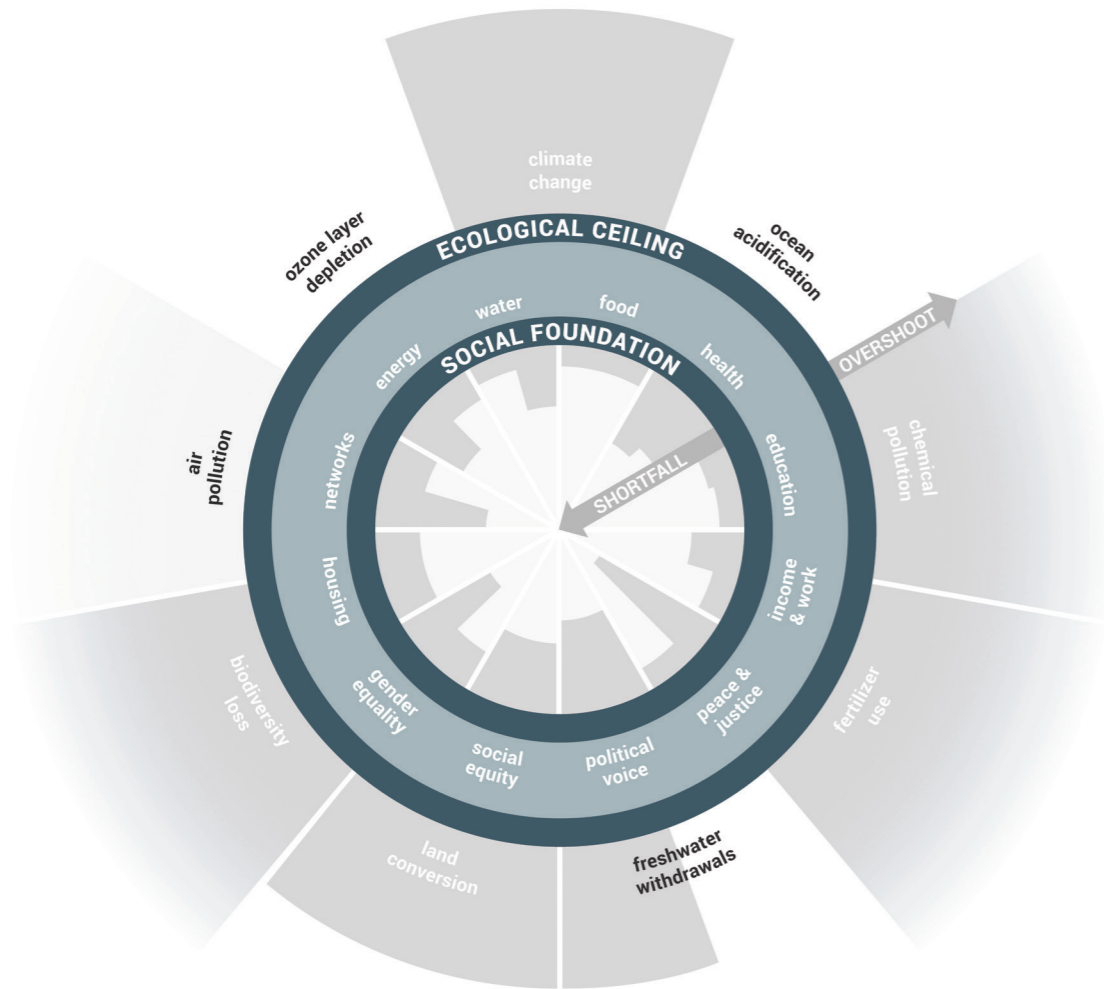 climate
change
ozone layer
depletion
ocean
acidification
ECOLOGICAL CEILING
water
food
SOCIAL FOUNDATION
energy
health
OVERSHOOT
networks
education
SHORTFALL
air
pollution
chemical
pollution
housing
income
& work
biodiversity
loss
gender
equality
peace &
justice
fertilizer
use
social
equity
political
voice
land
conversion
freshwater
withdrawals